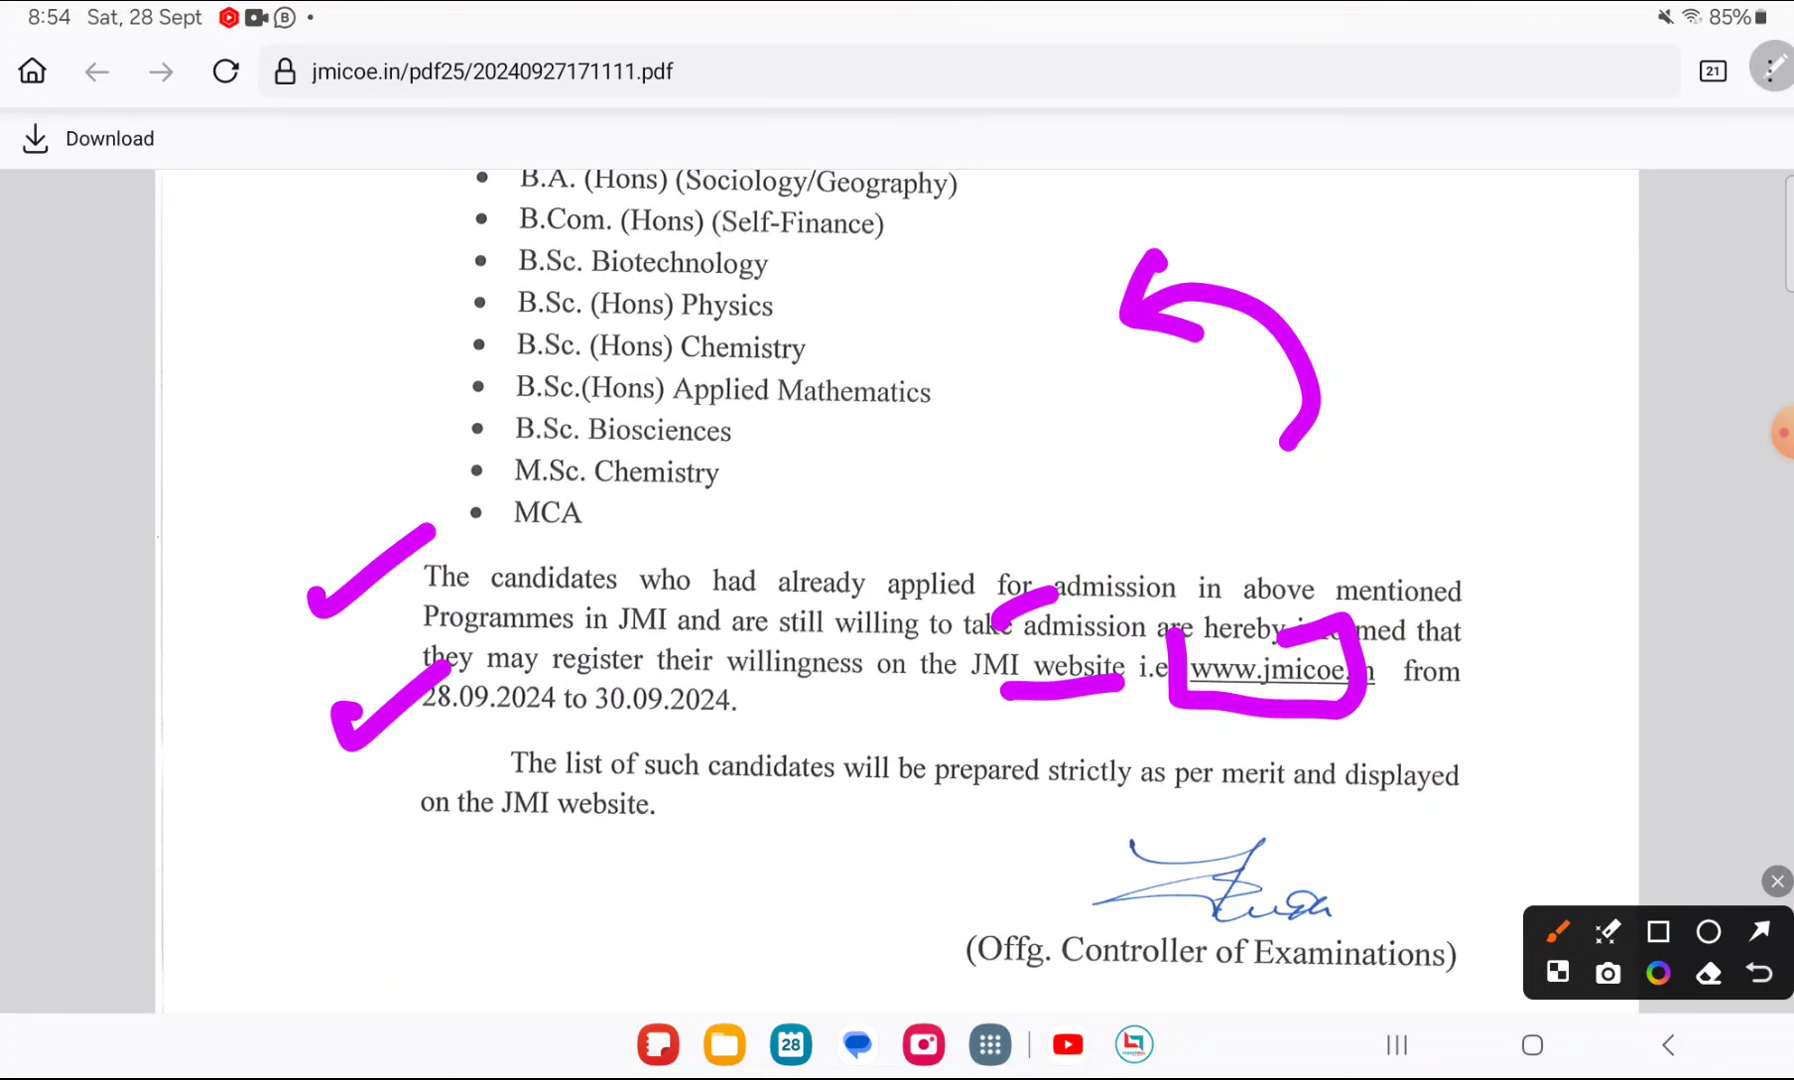 8:54 Sat, 28 Sept
85%
jmicoe.in/pdf25/20240927171111.pdf
21
Download
• B.A. (Hons) (Sociology/Geography)
• B.Com. (Hons) (Self-Finance)
• B.Sc. Biotechnology
• B.Sc. (Hons) Physics
• B.Sc. (Hons) Chemistry
• B.Sc.(Hons) Applied Mathematics
• B.Sc. Biosciences
• M.Sc. Chemistry
• MCA
The candidates who had already applied for admission in above mentioned
Programmes in JMI and are still willing to take admission are hereby informed that
they may register their willingness on the JMI website i.e www.jmicoe.in from
28.09.2024 to 30.09.2024.
The list of such candidates will be prepared strictly as per merit and displayed
on the JMI website.
(Offg. Controller of Examinations)
28